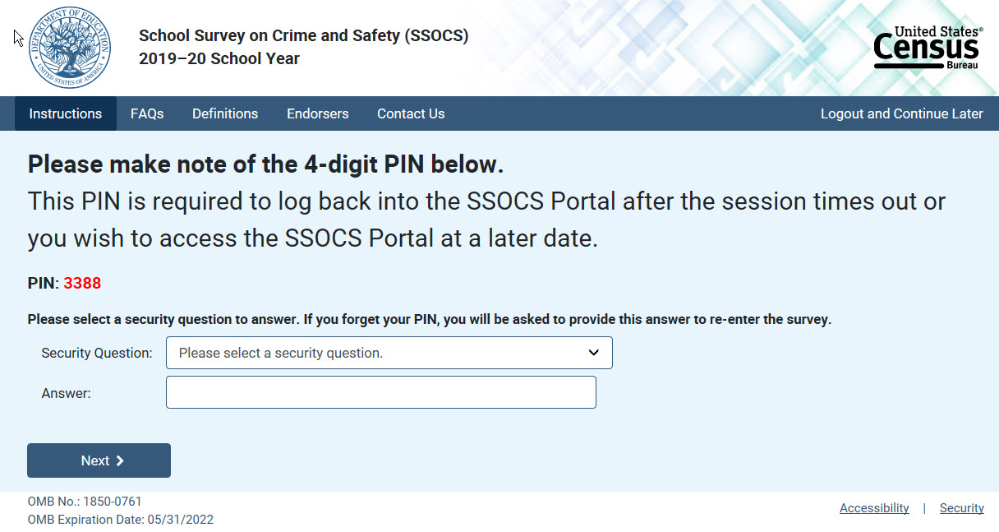 DEPARTMENT OF EDUCATION
UNITED STATES OF AMERICA
School Survey on Crime and Safety (SSOCS)
2019–20 School Year
United States®
Census
Bureau
Instructions
FAQs
Definitions
Endorsers
Contact Us
Logout and Continue Later
Please make note of the 4-digit PIN below.
This PIN is required to log back into the SSOCS Portal after the session times out or
you wish to access the SSOCS Portal at a later date.
PIN: 3388
Please select a security question to answer. If you forget your PIN, you will be asked to provide this answer to re-enter the survey.
Security Question:
Please select a security question.
Answer:
Next
OMB No.: 1850-0761
OMB Expiration Date: 05/31/2022
Accessibility | Security